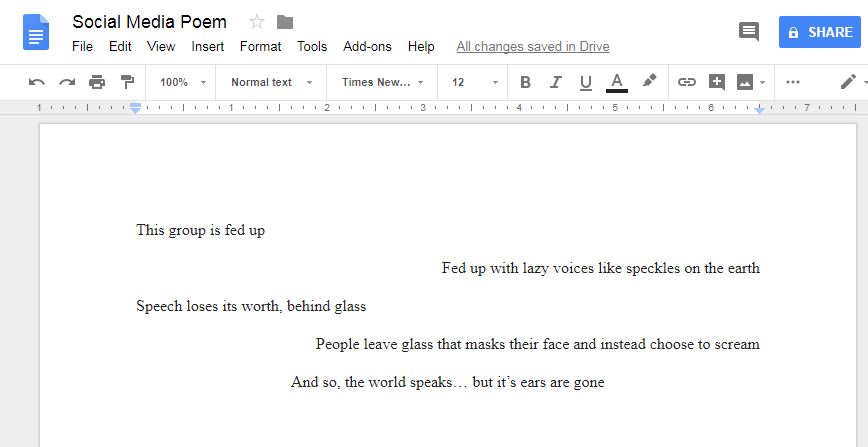 Social Media Poem
File Edit View Insert Format Tools Add-ons Help All changes saved in Drive
SHARE
100% Normal text Times New... 12 B I U A ...
1 1 2 3 4 5 6 7
This group is fed up
Fed up with lazy voices like speckles on the earth
Speech loses its worth, behind glass
People leave glass that masks their face and instead choose to scream
And so, the world speaks… but it’s ears are gone